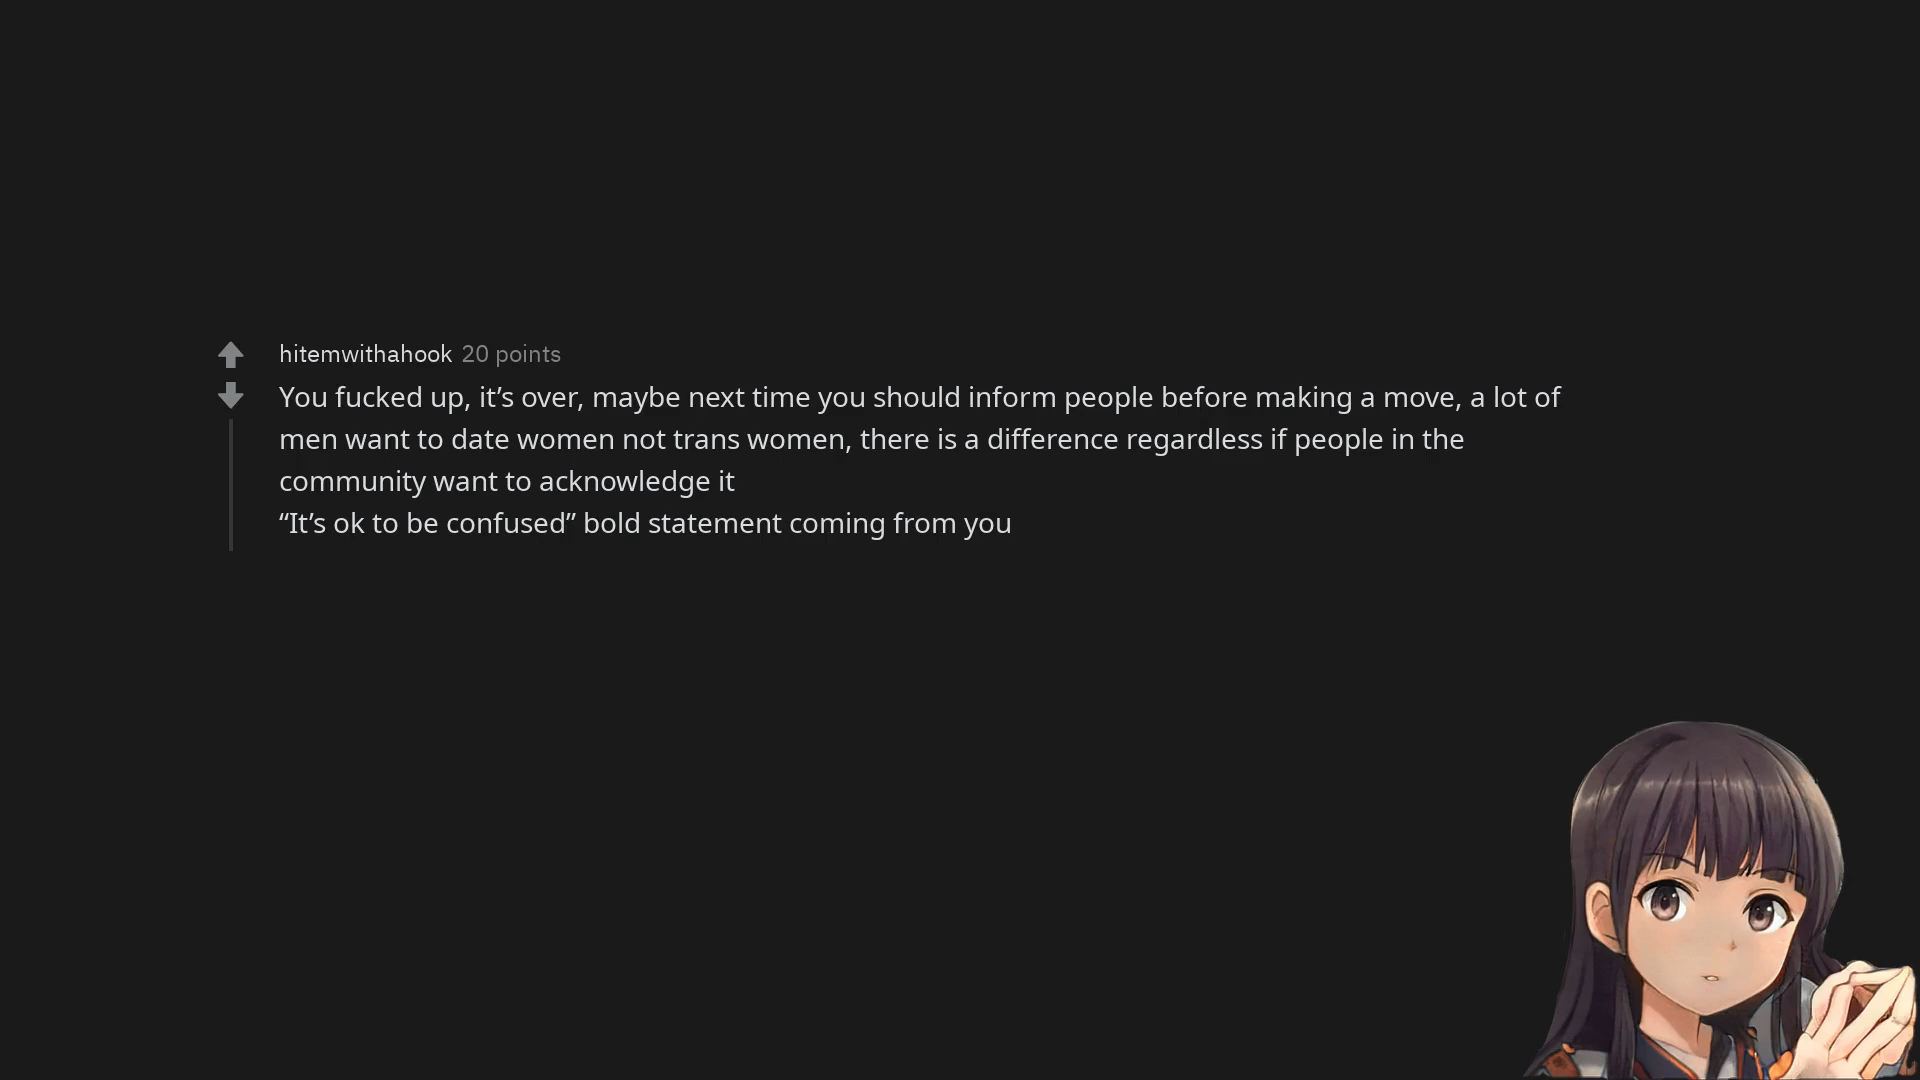 hitemwithahook 20 points
You fucked up, it’s over, maybe next time you should inform people before making a move, a lot of
men want to date women not trans women, there is a difference regardless if people in the
community want to acknowledge it
“It’s ok to be confused” bold statement coming from you